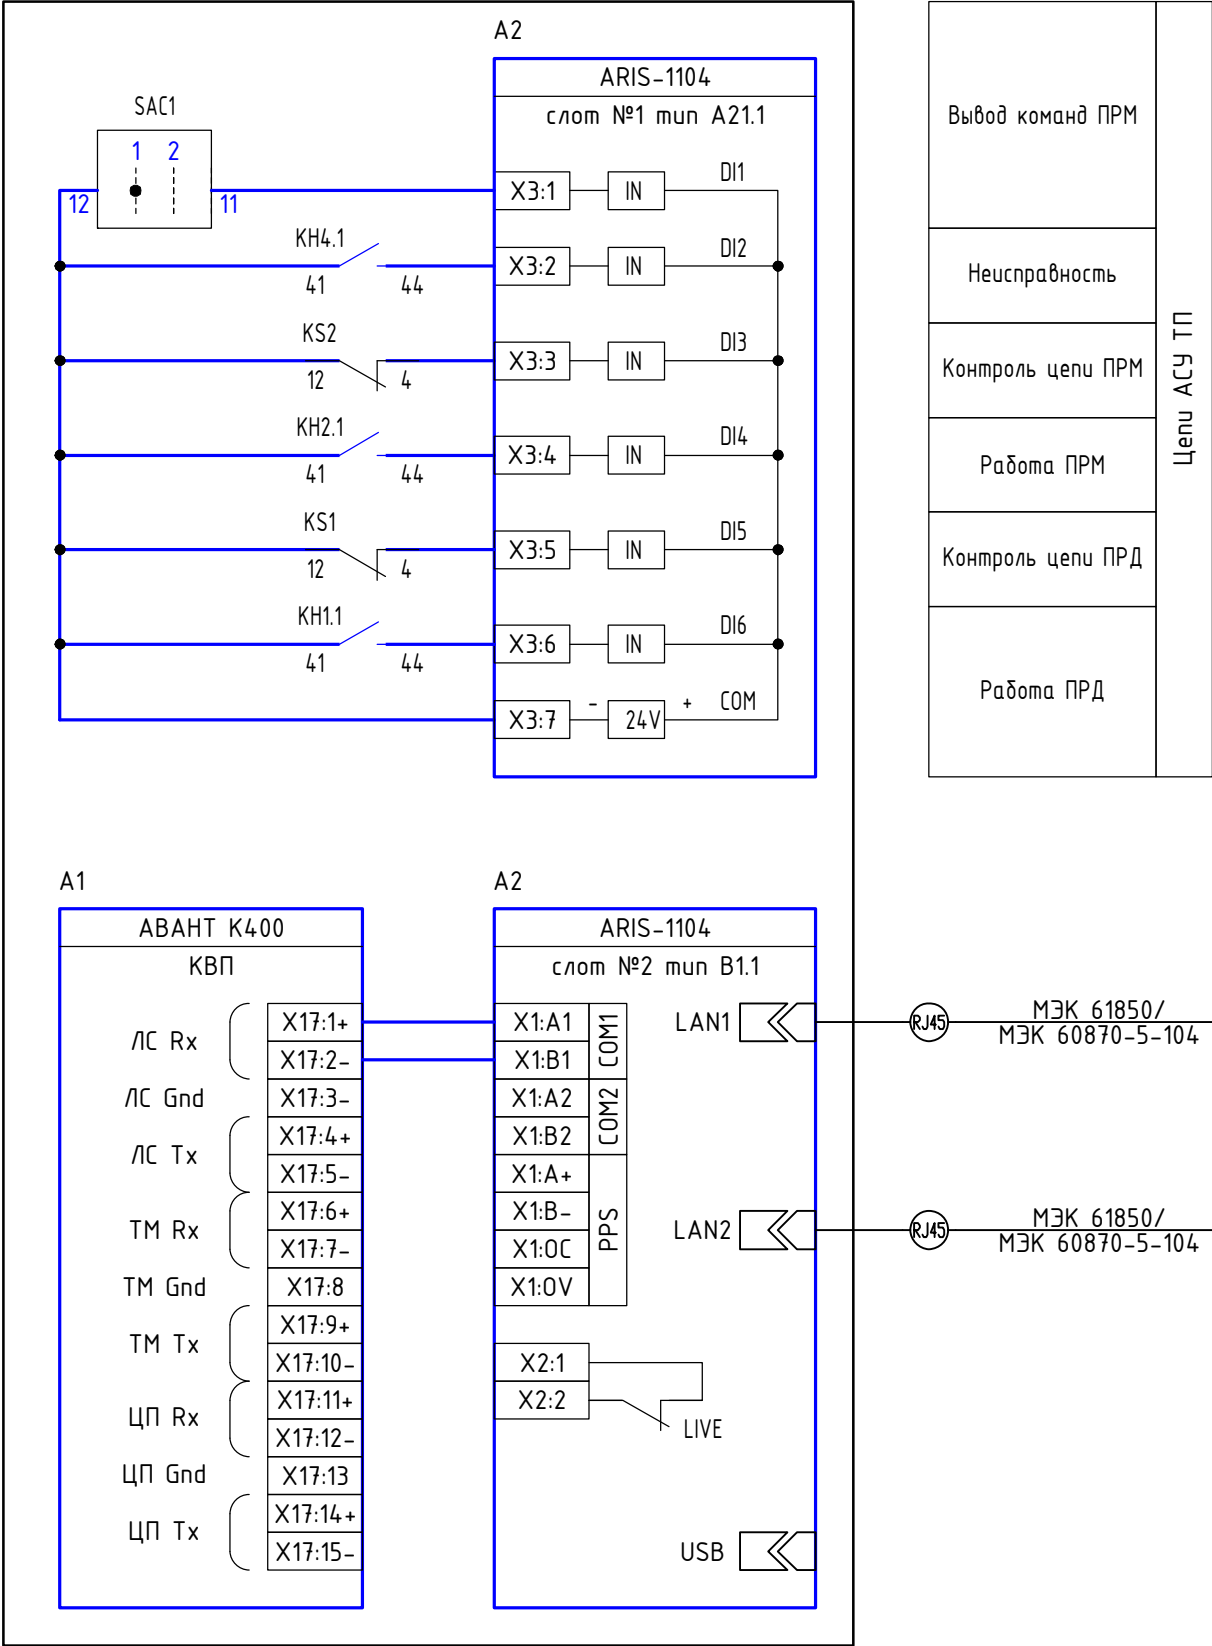 A2
ARIS-1104
слот №1 тип A21.1
SAC1
1 2
12 11
X3:1 IN DI1
KH4.1
41 44
X3:2 IN DI2
KS2
12 4
X3:3 IN DI3
KH2.1
41 44
X3:4 IN DI4
KS1
12 4
X3:5 IN DI5
KH1.1
41 44
X3:6 IN DI6
X3:7 - 24V + COM
Вывод команд ПРМ
Неисправность
Контроль цепи ПРМ
Работа ПРМ
Контроль цепи ПРД
Работа ПРД
Цепи АСУ ТП
A1
АВАНТ К400
КВП
ЛС Rx
X17:1+
X17:2-
ЛС Gnd
X17:3-
ЛС Tx
X17:4+
X17:5-
ТМ Rx
X17:6+
X17:7-
ТМ Gnd
X17:8
ТМ Tx
X17:9+
X17:10-
ЦП Rx
X17:11+
X17:12-
ЦП Gnd
X17:13
ЦП Tx
X17:14+
X17:15-
A2
ARIS-1104
слот №2 тип B1.1
X1:A1
X1:B1
COM1
X1:A2
X1:B2
COM2
X1:A+
X1:B-
X1:0C
X1:0V
PPS
X2:1
X2:2
LIVE
LAN1
RJ45
МЭК 61850/
МЭК 60870-5-104
LAN2
RJ45
МЭК 61850/
МЭК 60870-5-104
USB